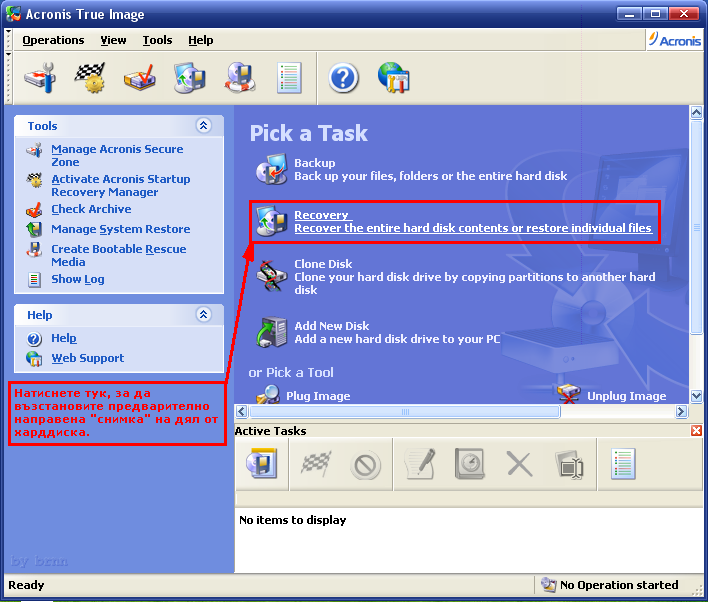 Acronis True Image
Operations View Tools Help
Acronis
Tools
Manage Acronis Secure
Zone
Activate Acronis Startup
Recovery Manager
Check Archive
Manage System Restore
Create Bootable Rescue
Media
Show Log
Help
Help
Web Support
Натиснете тук, за да
възстановите предварително
направена "снимка" на дял от
харддиска.
by brnn
Pick a Task
Backup
Back up your files, folders or the entire hard disk
Recovery
Recover the entire hard disk contents or restore individual files
Clone Disk
Clone your hard disk drive by copying partitions to another hard
disk
Add New Disk
Add a new hard disk drive to your PC
or Pick a Tool
Plug Image
Unplug Image
Active Tasks
No items to display
Ready
No Operation started